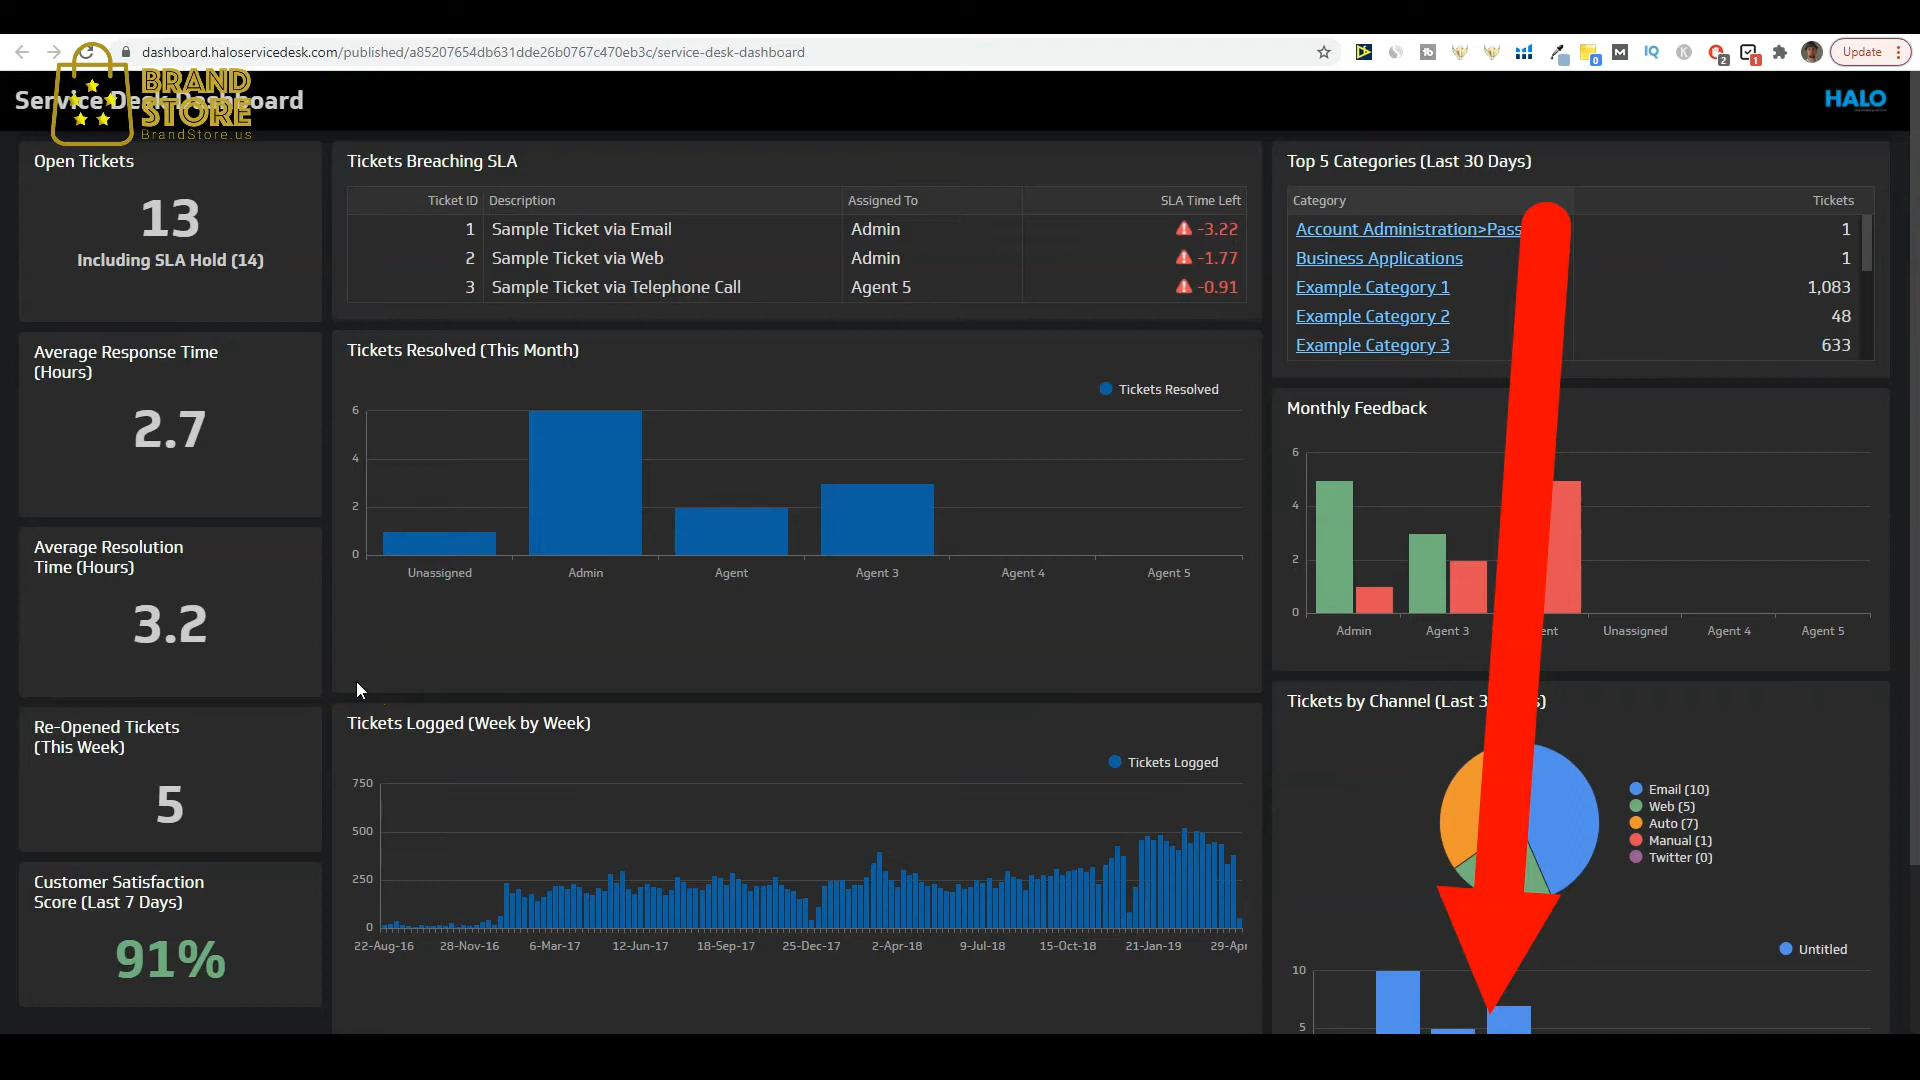 dashboard.haloservicedesk.com/published/a85207654db631dde26b0767c470eb3c/service-desk-dashboard
Update
0
2
1
BRAND
STORE
BrandStore.us
Service Desk Dashboard
HALO
Open Tickets
13
Including SLA Hold (14)
Average Response Time
(Hours)
2.7
Average Resolution
Time (Hours)
3.2
Re-Opened Tickets
(This Week)
5
Customer Satisfaction
Score (Last 7 Days)
91%
Tickets Breaching SLA
Ticket ID Description Assigned To SLA Time Left
1 Sample Ticket via Email Admin -3.22
2 Sample Ticket via Web Admin -1.77
3 Sample Ticket via Telephone Call Agent 5 -0.91
Tickets Resolved (This Month)
Tickets Resolved
6
4
2
0
Unassigned Admin Agent Agent 3 Agent 4 Agent 5
Tickets Logged (Week by Week)
Tickets Logged
750
500
250
0
22-Aug-16 28-Nov-16 6-Mar-17 12-Jun-17 18-Sep-17 25-Dec-17 2-Apr-18 9-Jul-18 15-Oct-18 21-Jan-19 29-Apr
Top 5 Categories (Last 30 Days)
Category Tickets
Account Administration>Pass 1
Business Applications 1
Example Category 1 1,083
Example Category 2 48
Example Category 3 633
Monthly Feedback
6
4
2
0
Admin Agent 3 ent Unassigned Agent 4 Agent 5
Tickets by Channel (Last 3
Email (10)
Web (5)
Auto (7)
Manual (1)
Twitter (0)
Untitled
10
5